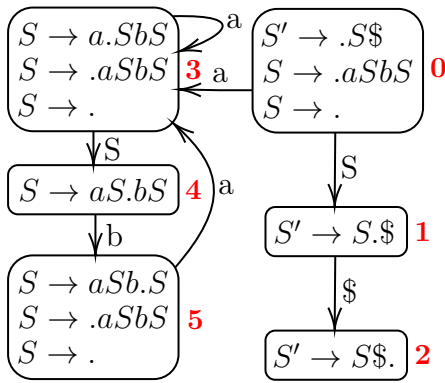 S → a.SbS
S → .aSbS
S → .
3
a
a
S' → .S$
S → .aSbS
S → .
0
S
S → aS.bS
4
a
b
S → aSb.S
S → .aSbS
S → .
5
S
S' → S.$
1
$
S' → S$.
2